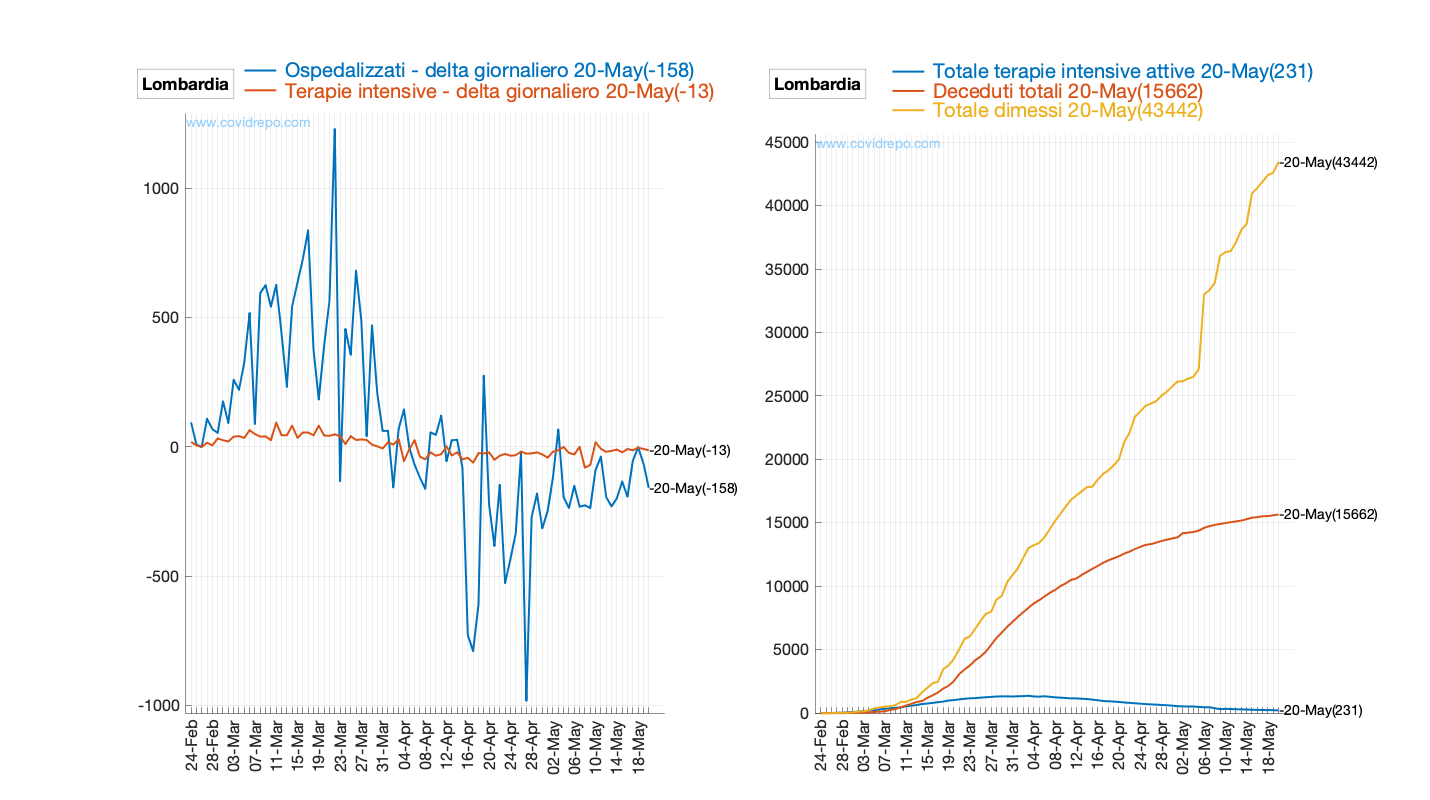 Lombardia
Ospedalizzati - delta giornaliero 20-May(-158)
Terapie intensive - delta giornaliero 20-May(-13)
www.covidrepo.com
1000
500
0
-500
-1000
-20-May(-13)
-20-May(-158)
24-Feb
28-Feb
03-Mar
07-Mar
11-Mar
15-Mar
19-Mar
23-Mar
27-Mar
31-Mar
04-Apr
08-Apr
12-Apr
16-Apr
20-Apr
24-Apr
28-Apr
02-May
06-May
10-May
14-May
18-May
Lombardia
Totale terapie intensive attive 20-May(231)
Deceduti totali 20-May(15662)
Totale dimessi 20-May(43442)
www.covidrepo.com
45000
40000
35000
30000
25000
20000
15000
10000
5000
0
-20-May(43442)
-20-May(15662)
-20-May(231)
24-Feb
28-Feb
03-Mar
07-Mar
11-Mar
15-Mar
19-Mar
23-Mar
27-Mar
31-Mar
04-Apr
08-Apr
12-Apr
16-Apr
20-Apr
24-Apr
28-Apr
02-May
06-May
10-May
14-May
18-May